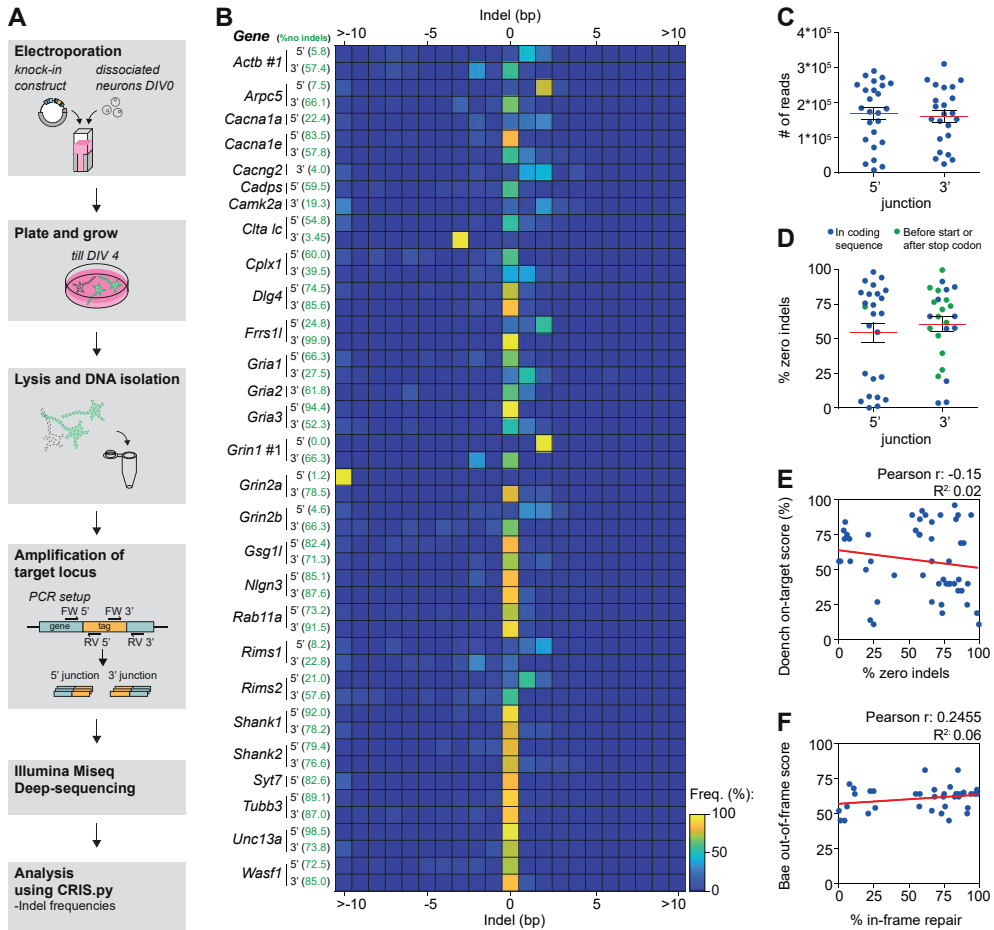 A
Electroporation
knock-in
construct
dissociated
neurons DIV0
Plate and grow
till DIV 4
Lysis and DNA isolation
Amplification of
target locus
PCR setup
FW 5’ FW 3’
gene tag
RV 5’ RV 3’
5’ junction 3’ junction
Illumina Miseq
Deep-sequencing
Analysis
using CRIS.py
-Indel frequencies
B
Indel (bp)
Gene (%no indels)
>-10 -5 0 5 >10
Actb #1 5’ (5.8)
3’ (57.4)
Arpc5 5’ (7.5)
3’ (66.1)
Cacna1a 5’ (22.4)
Cacna1e 5’ (83.5)
3’ (57.8)
Cacng2 3’ (4.0)
Cadps 5’ (59.5)
Camk2a 3’ (19.3)
Clta lc 5’ (54.8)
3’ (3.45)
Cplx1 5’ (60.0)
3’ (39.5)
Dlg4 5’ (74.5)
3’ (85.6)
Frrs1l 5’ (24.8)
3’ (99.9)
Gria1 5’ (66.3)
3’ (27.5)
Gria2 3’ (61.8)
Gria3 5’ (94.4)
3’ (52.3)
Grin1 #1 5’ (0.0)
3’ (66.3)
Grin2a 5’ (1.2)
3’ (78.5)
Grin2b 5’ (4.6)
3’ (66.3)
Gsg1l 5’ (82.4)
3’ (71.3)
Nlgn3 5’ (85.1)
3’ (87.6)
Rab11a 5’ (73.2)
3’ (91.5)
Rims1 5’ (8.2)
3’ (22.8)
Rims2 5’ (21.0)
3’ (57.6)
Shank1 5’ (92.0)
3’ (78.2)
Shank2 5’ (79.4)
3’ (76.6)
Syt7 5’ (82.6)
Tubb3 5’ (89.1)
3’ (87.0)
Unc13a 5’ (98.5)
3’ (73.8)
Wasf1 5’ (72.5)
3’ (85.0)
>-10 -5 0 5 >10
Indel (bp)
Freq. (%):
100
50
0
C
# of reads
4*10⁵
3*10⁵
2*10⁵
1*10⁵
0
5’ 3’
junction
D
In coding
sequence
Before start or
after stop codon
% zero indels
100
75
50
25
0
5’ 3’
junction
E
Pearson r: -0.15
R²: 0.02
Doench on-target score (%)
100
75
50
25
0
0 25 50 75 100
% zero indels
F
Pearson r: 0.2455
R²: 0.06
Bae out-of-frame score
100
75
50
25
0
0 25 50 75 100
% in-frame repair